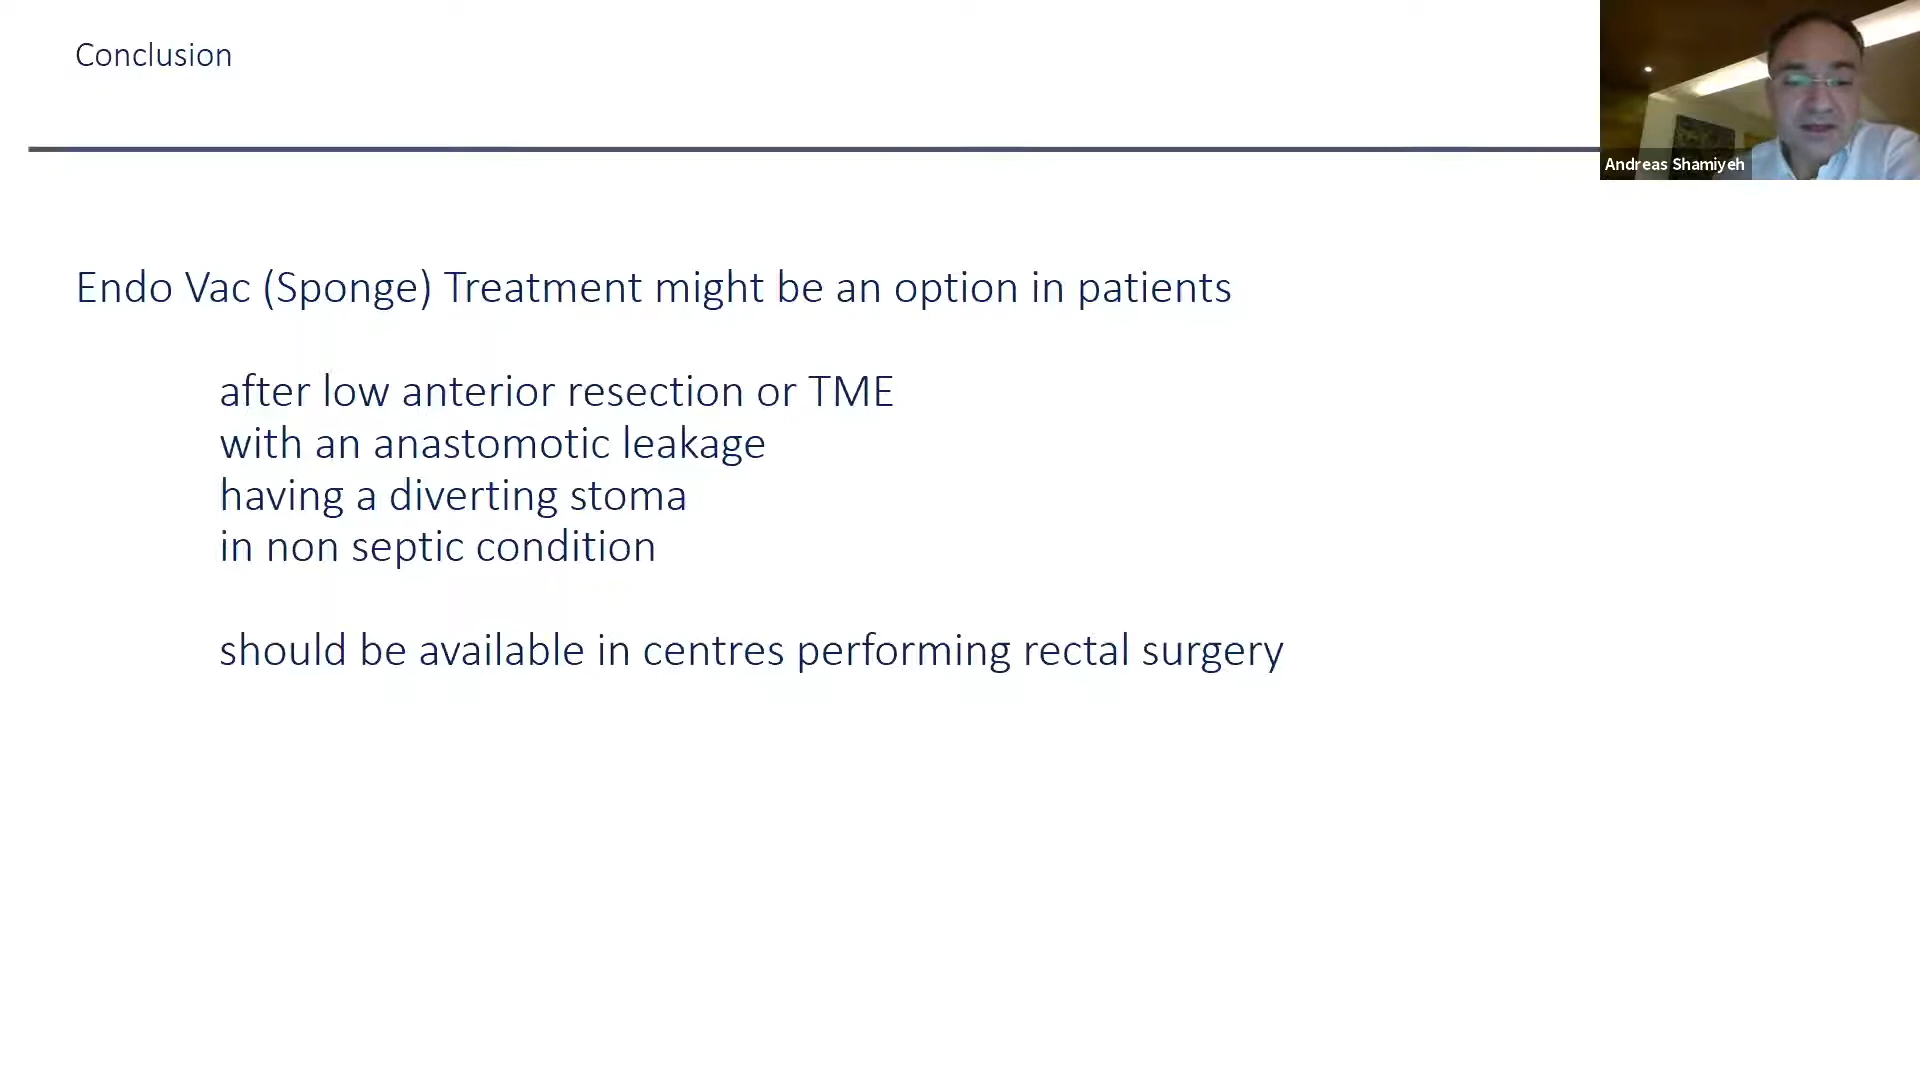 Conclusion
Andreas Shamiyeh
Endo Vac (Sponge) Treatment might be an option in patients
after low anterior resection or TME
with an anastomotic leakage
having a diverting stoma
in non septic condition
should be available in centres performing rectal surgery